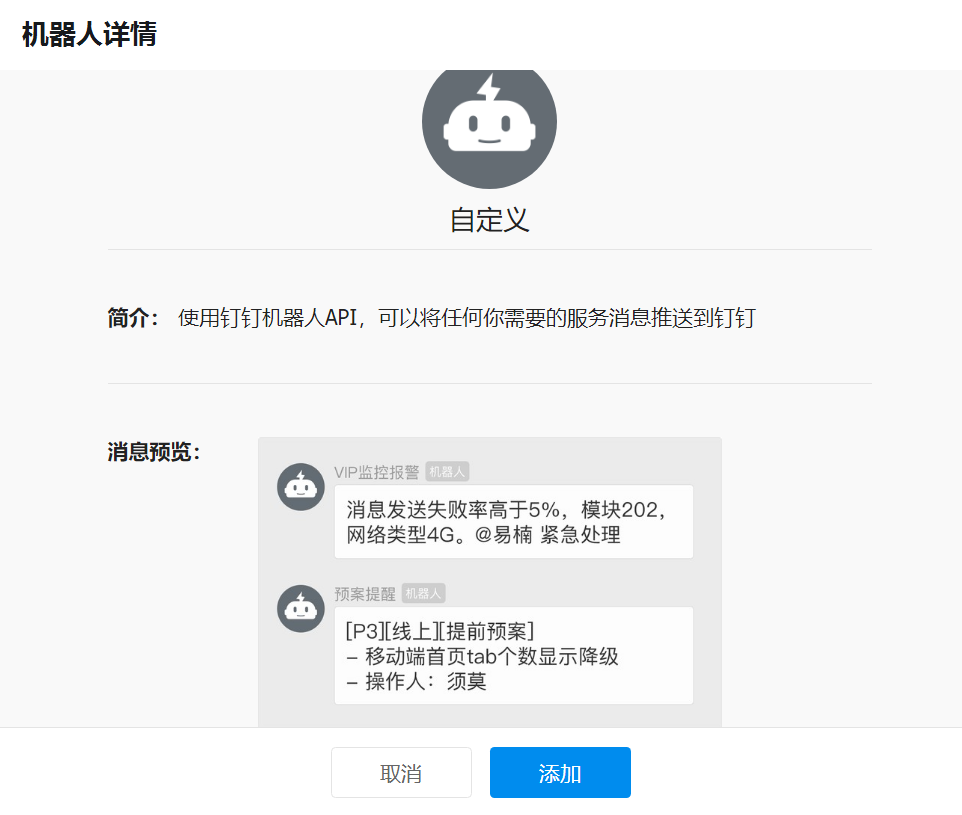 机器人详情
自定义
简介： 使用钉钉机器人API，可以将任何你需要的服务消息推送到钉钉
消息预览：
VIP监控报警 机器人
消息发送失败率高于5%，模块202，
网络类型4G。@易楠 紧急处理
预案提醒 机器人
[P3][线上][提前预案]
– 移动端首页tab个数显示降级
– 操作人：须莫
取消 添加